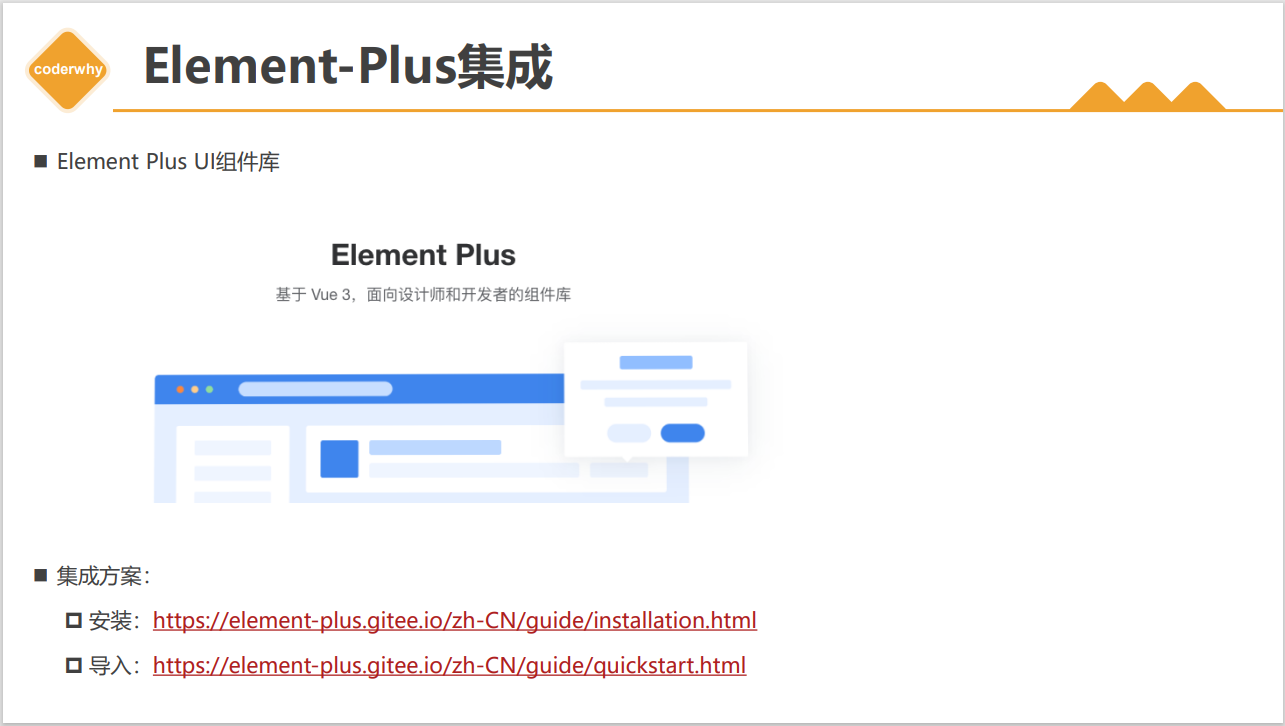 coderwhy
Element-Plus集成
Element Plus UI组件库
Element Plus
基于 Vue 3，面向设计师和开发者的组件库
集成方案：
安装：https://element-plus.gitee.io/zh-CN/guide/installation.html
导入：https://element-plus.gitee.io/zh-CN/guide/quickstart.html